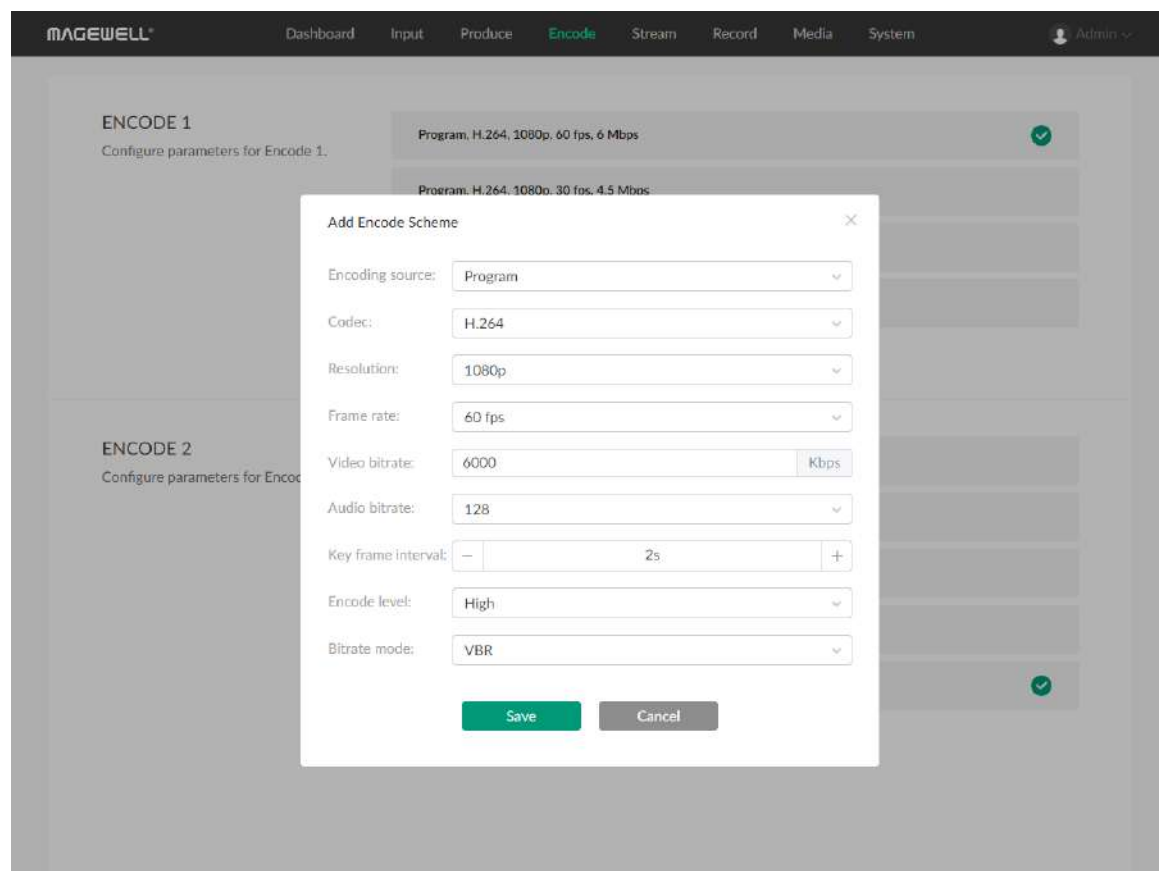 MAGEWELL®
Dashboard Input Produce Encode Stream Record Media System Admin
ENCODE 1
Configure parameters for Encode 1.
Program, H.264, 1080p, 60 fps, 6 Mbps
Program, H.264, 1080p, 30 fps, 4.5 Mbps
Add Encode Scheme
Encoding source: Program
Codec: H.264
Resolution: 1080p
Frame rate: 60 fps
Video bitrate: 6000 Kbps
Audio bitrate: 128
Key frame interval: − 2s +
Encode level: High
Bitrate mode: VBR
Save Cancel
ENCODE 2
Configure parameters for Encod